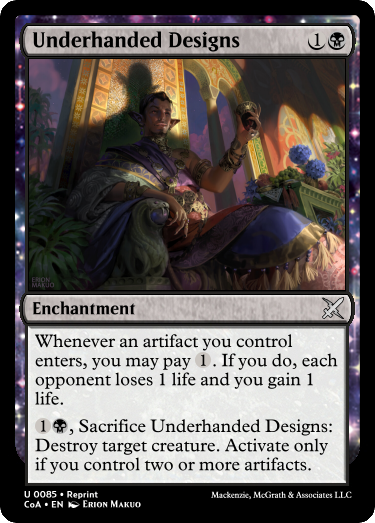 Underhanded Designs 1
ERION
MAKUO
Enchantment
Whenever an artifact you control
enters, you may pay 1. If you do, each
opponent loses 1 life and you gain 1
life.
1, Sacrifice Underhanded Designs:
Destroy target creature. Activate only
if you control two or more artifacts.
U 0085 • Reprint
CoA • EN Erion Makuo
Mackenzie, McGrath & Associates LLC